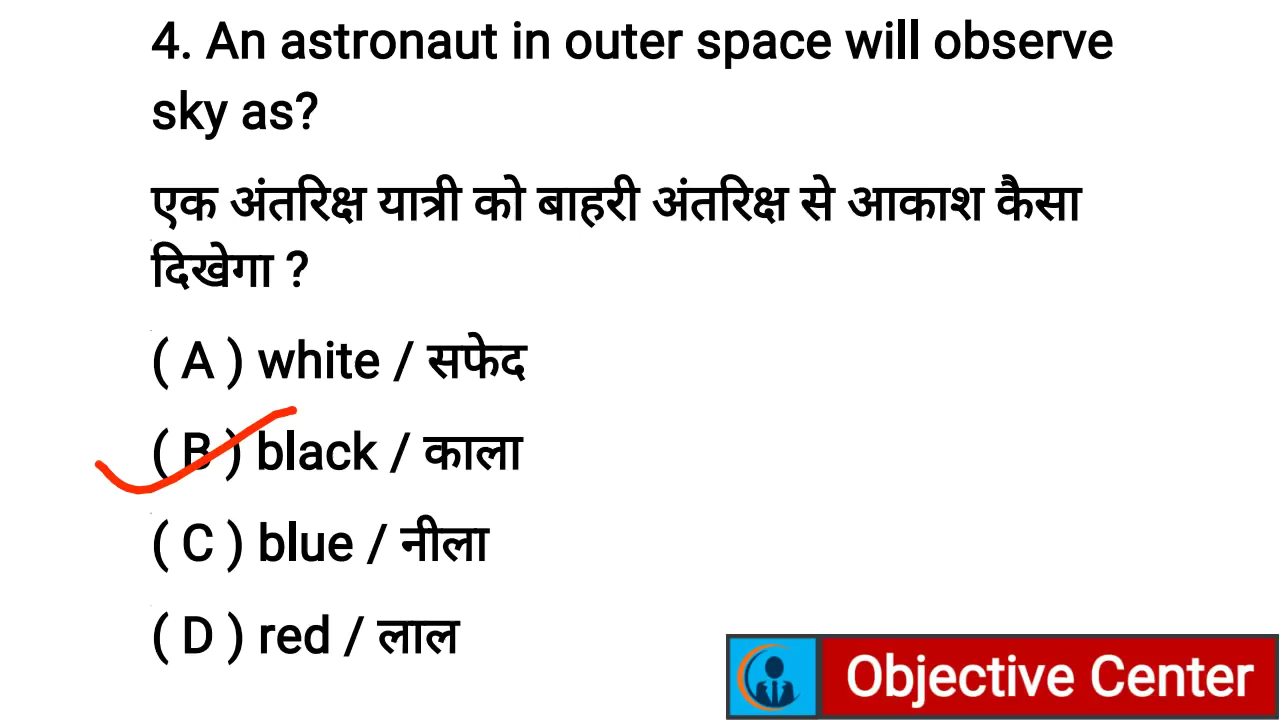 4. An astronaut in outer space will observe
sky as?
एक अंतरिक्ष यात्री को बाहरी अंतरिक्ष से आकाश कैसा
दिखेगा ?
( A ) white / सफेद
( B ) black / काला
( C ) blue / नीला
( D ) red / लाल
Objective Center